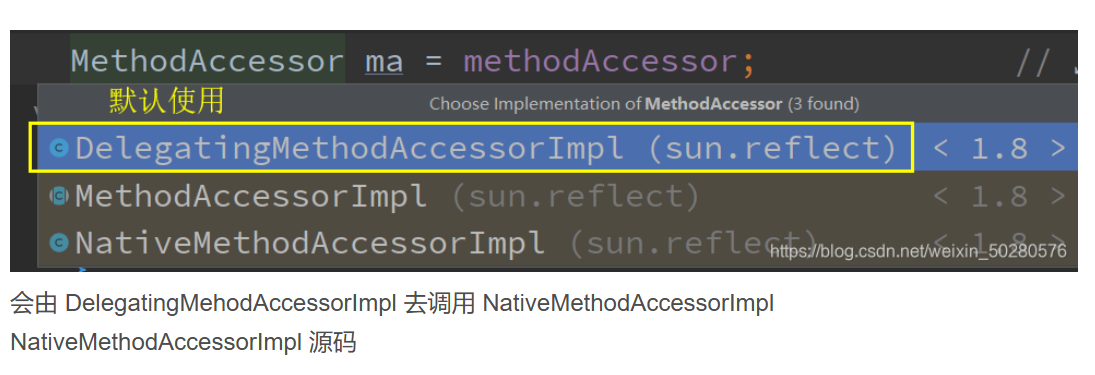 MethodAccessor ma = methodAccessor; //
默认使用 Choose Implementation of MethodAccessor (3 found)
DelegatingMethodAccessorImpl (sun.reflect) < 1.8 >
MethodAccessorImpl (sun.reflect) < 1.8 >
NativeMethodAccessorImpl (sun.reflect) < 1.8 >
https://blog.csdn.net/weixin_50280576
会由 DelegatingMehodAccessorImpl 去调用 NativeMethodAccessorImpl
NativeMethodAccessorImpl 源码